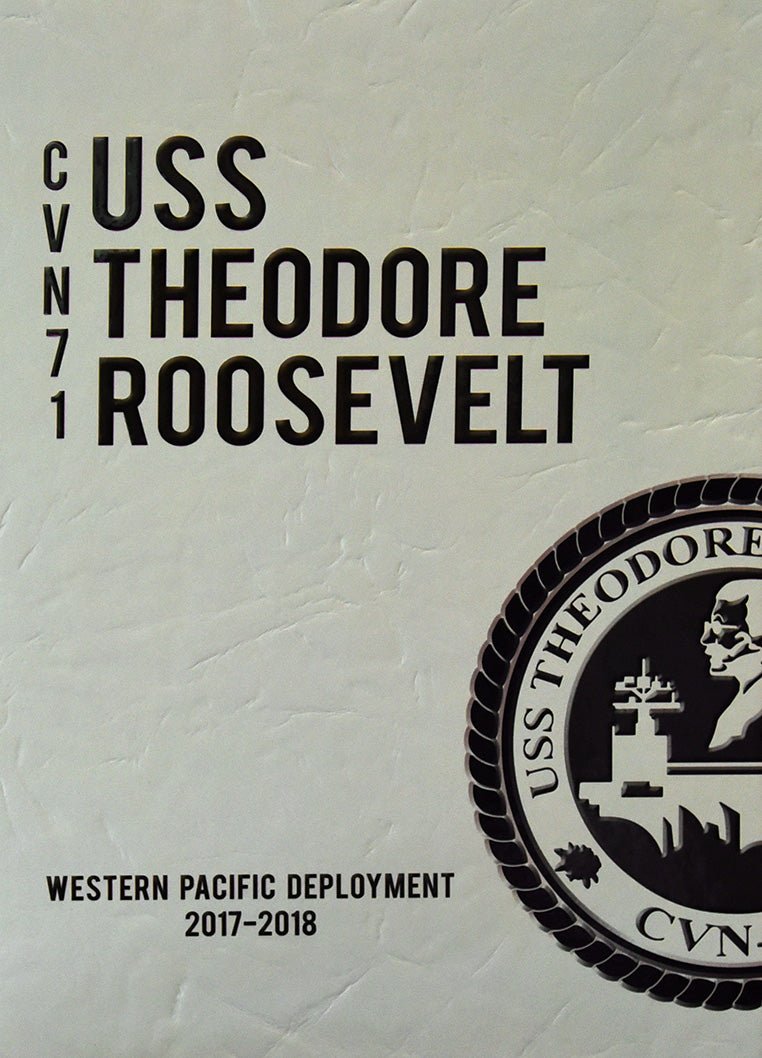 CVN71
USS
THEODORE
ROOSEVELT
USS THEODORE
CVN-
WESTERN PACIFIC DEPLOYMENT
2017-2018